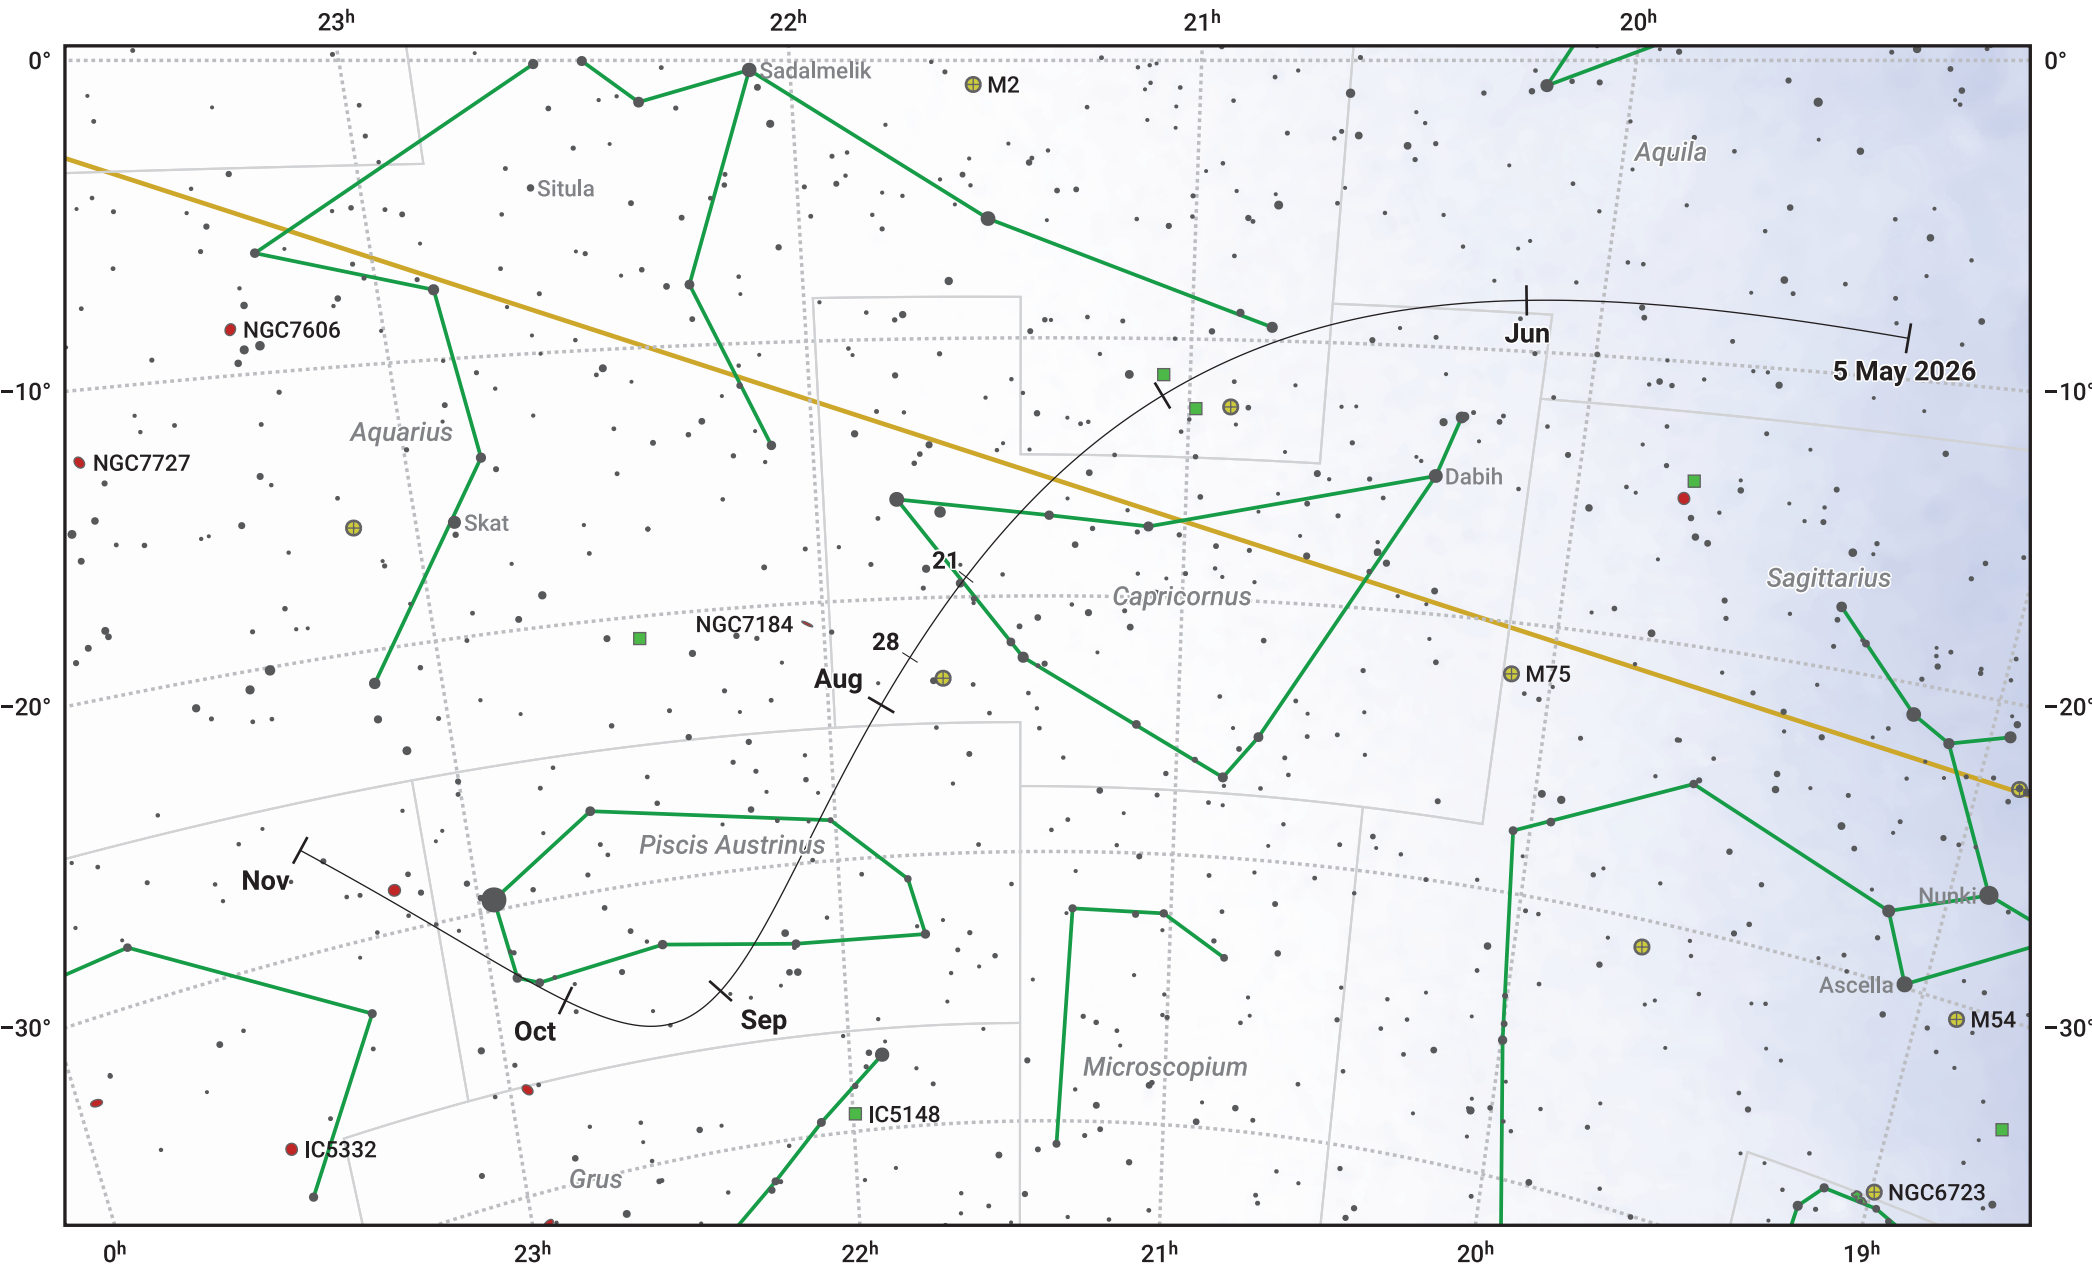 23h 22h 21h 20h
0° Sadalmelik M2 0°
Aquila
Situla
NGC7606 Jun
5 May 2026
−10° −10°
Aquarius
NGC7727 Dabih
Skat
21 Sagittarius
Capricornus
NGC7184 28
Aug M75
−20° −20°
Piscis Austrinus
Nov Nunki
Ascella
Oct Sep M54
−30° −30°
Microscopium
IC5148
IC5332
Grus NGC6723
0h 23h 22h 21h 20h 19h